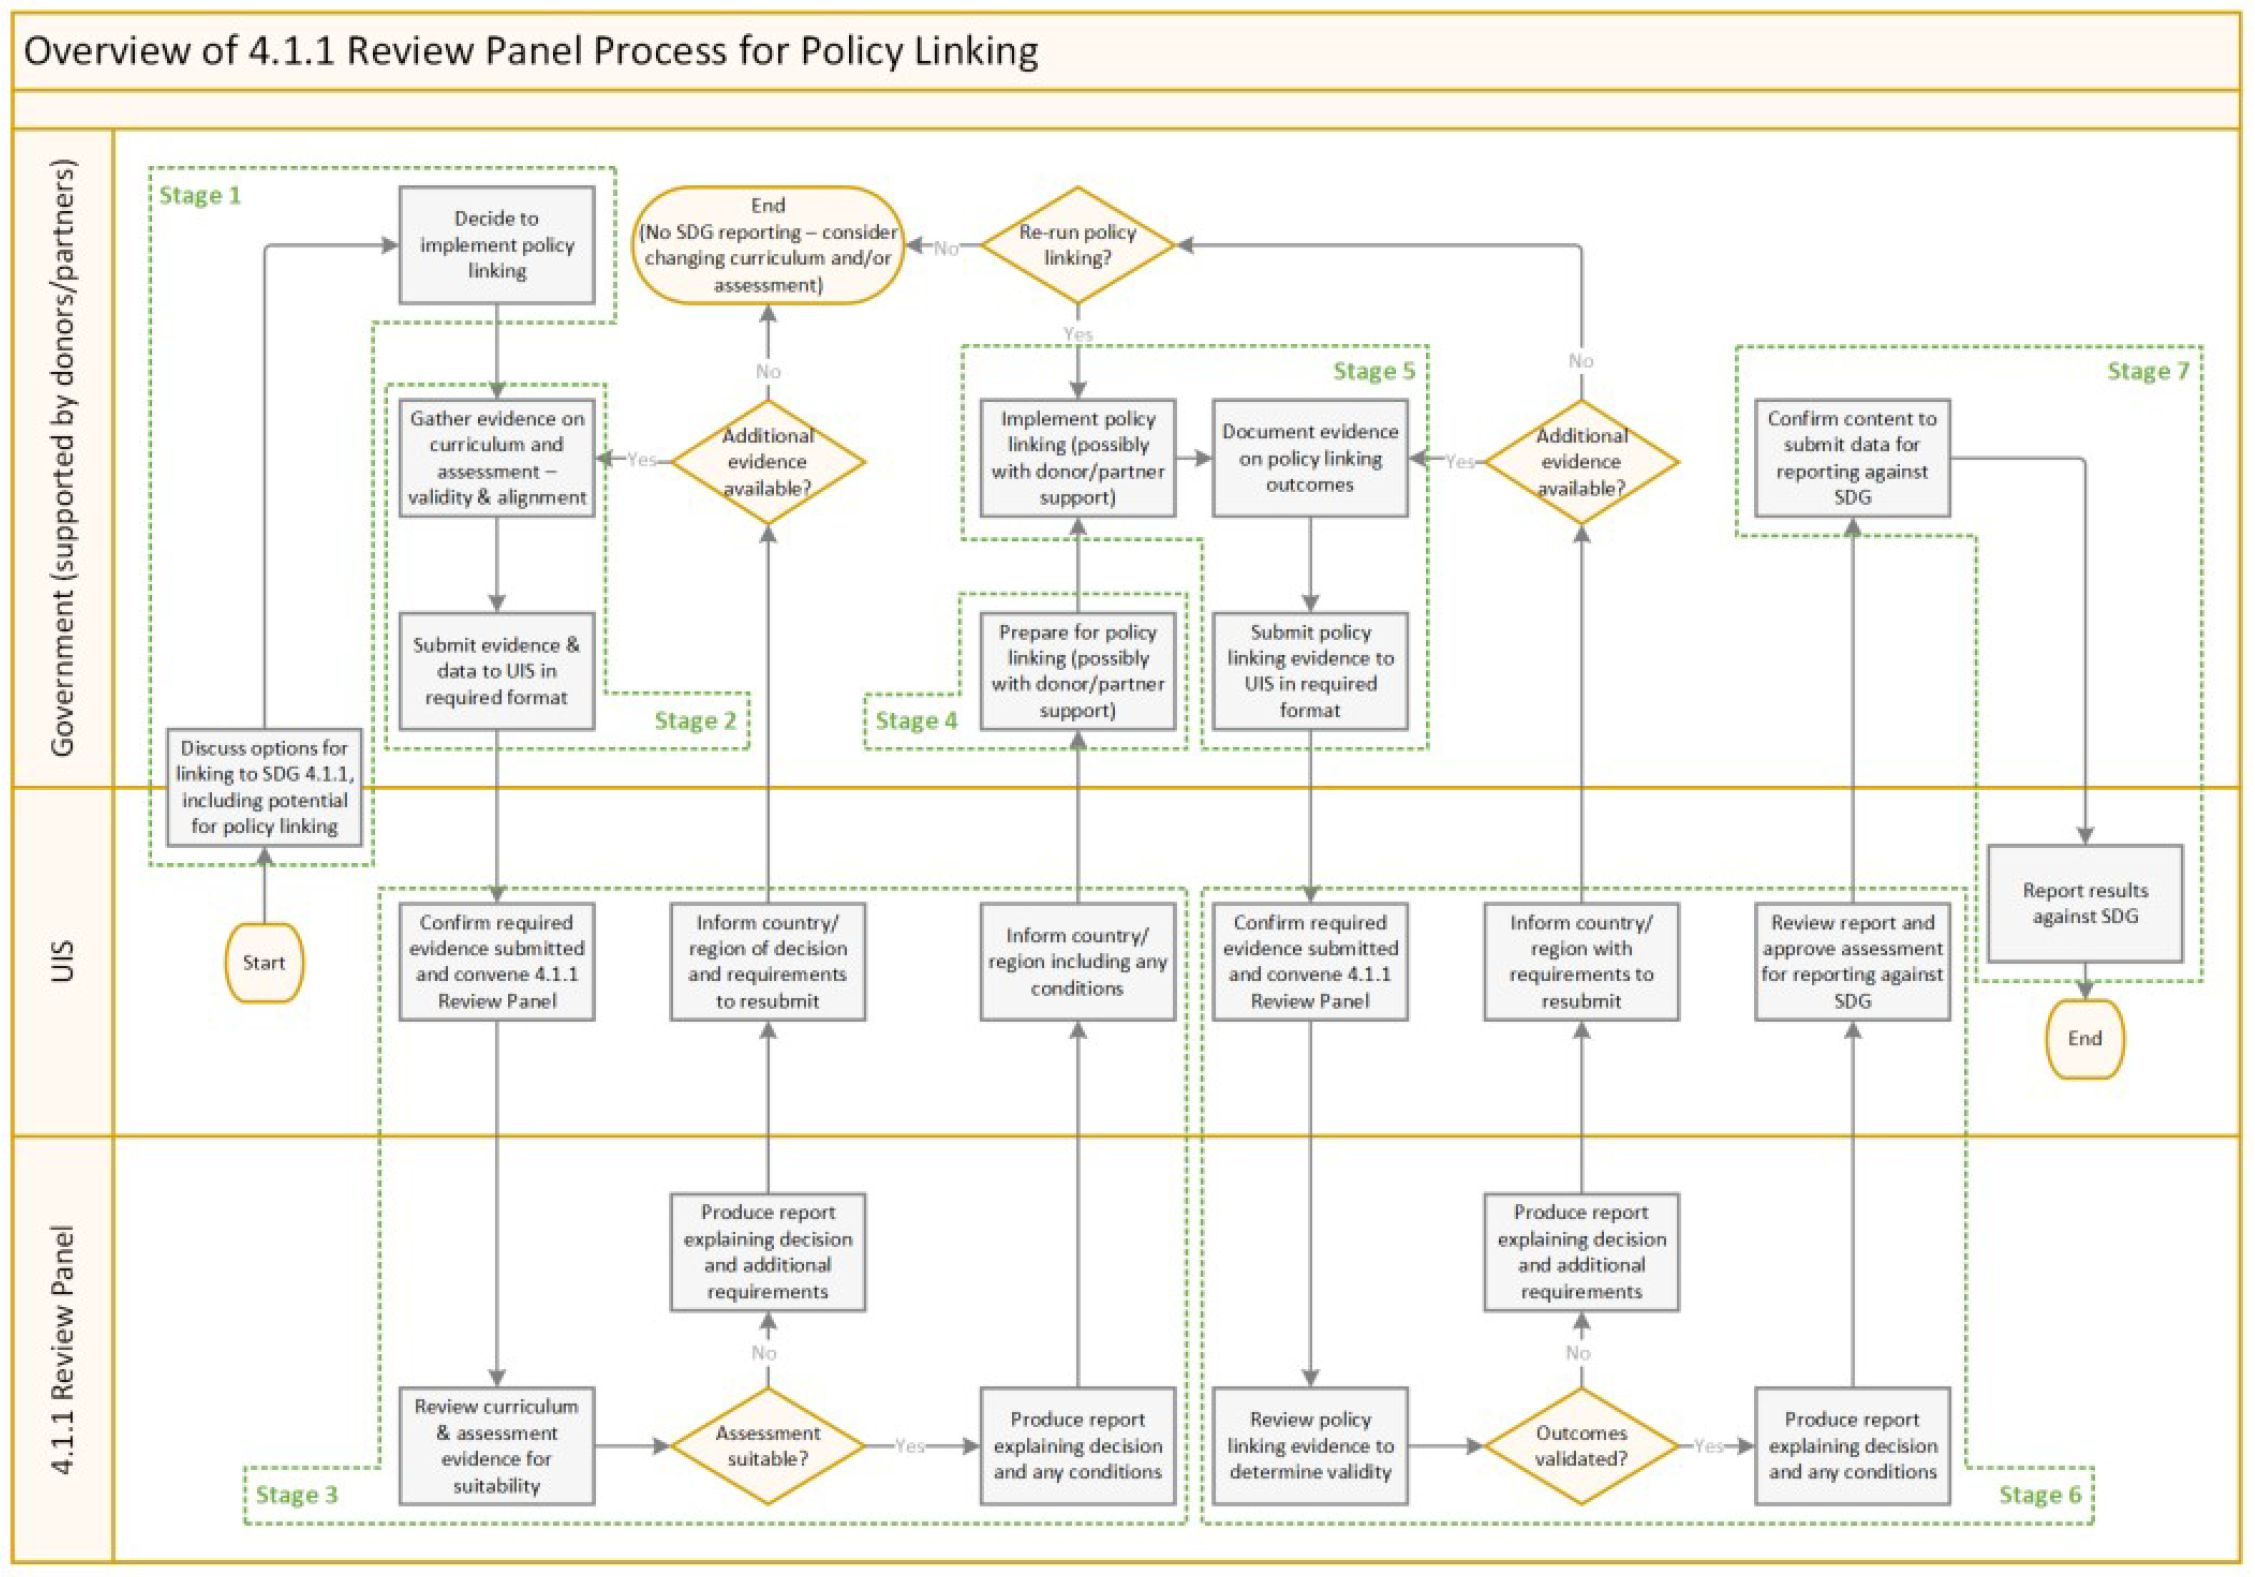 Overview of 4.1.1 Review Panel Process for Policy Linking
Government (supported by donors/partners)
Stage 1
Decide to
implement policy
linking
End
(No SDG reporting – consider
changing curriculum and/or
assessment)
No
Re-run policy
linking?
Yes
No
No
Stage 5
Stage 7
Gather evidence on
curriculum and
assessment –
validity & alignment
Yes
Additional
evidence
available?
Implement policy
linking (possibly
with donor/partner
support)
Document evidence
on policy linking
outcomes
Yes
Additional
evidence
available?
Confirm content to
submit data for
reporting against
SDG
Submit evidence &
data to UIS in
required format
Stage 2
Stage 4
Prepare for policy
linking (possibly
with donor/partner
support)
Submit policy
linking evidence to
UIS in required
format
Discuss options for
linking to SDG 4.1.1,
including potential
for policy linking
UIS
Start
Confirm required
evidence submitted
and convene 4.1.1
Review Panel
Inform country/
region of decision
and requirements
to resubmit
Inform country/
region including any
conditions
Confirm required
evidence submitted
and convene 4.1.1
Review Panel
Inform country/
region with
requirements to
resubmit
Review report and
approve assessment
for reporting against
SDG
Report results
against SDG
End
4.1.1 Review Panel
Produce report
explaining decision
and additional
requirements
Produce report
explaining decision
and additional
requirements
No
No
Review curriculum
& assessment
evidence for
suitability
Assessment
suitable?
Yes
Produce report
explaining decision
and any conditions
Review policy
linking evidence to
determine validity
Outcomes
validated?
Yes
Produce report
explaining decision
and any conditions
Stage 3
Stage 6